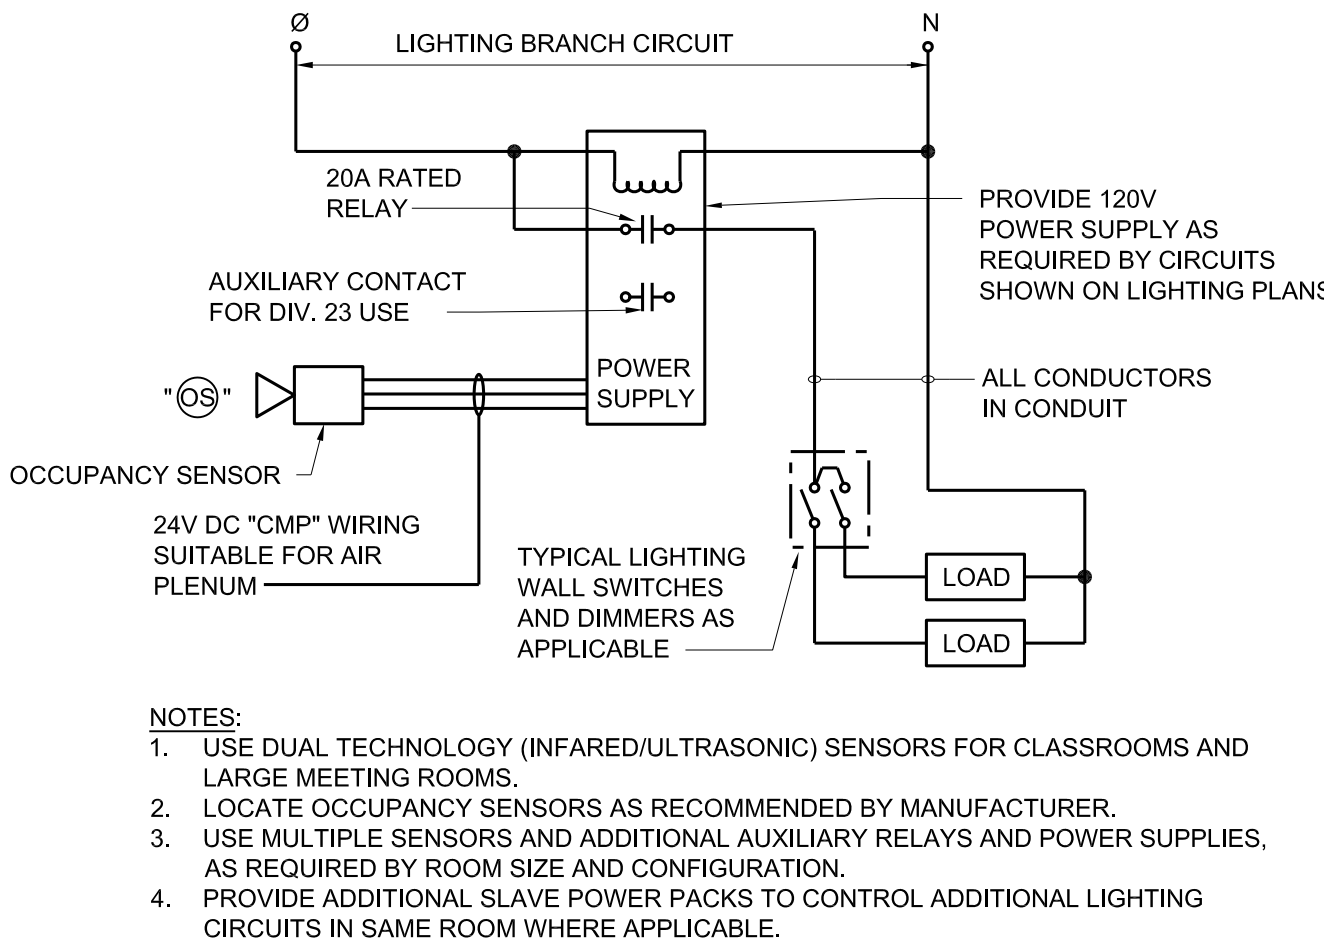 Ø
N
LIGHTING BRANCH CIRCUIT
20A RATED
RELAY
PROVIDE 120V
POWER SUPPLY AS
REQUIRED BY CIRCUITS
SHOWN ON LIGHTING PLANS
AUXILIARY CONTACT
FOR DIV. 23 USE
POWER
SUPPLY
"OS"
ALL CONDUCTORS
IN CONDUIT
OCCUPANCY SENSOR
24V DC "CMP" WIRING
SUITABLE FOR AIR
PLENUM
TYPICAL LIGHTING
WALL SWITCHES
AND DIMMERS AS
APPLICABLE
LOAD
LOAD
NOTES:
1. USE DUAL TECHNOLOGY (INFARED/ULTRASONIC) SENSORS FOR CLASSROOMS AND
LARGE MEETING ROOMS.
2. LOCATE OCCUPANCY SENSORS AS RECOMMENDED BY MANUFACTURER.
3. USE MULTIPLE SENSORS AND ADDITIONAL AUXILIARY RELAYS AND POWER SUPPLIES,
AS REQUIRED BY ROOM SIZE AND CONFIGURATION.
4. PROVIDE ADDITIONAL SLAVE POWER PACKS TO CONTROL ADDITIONAL LIGHTING
CIRCUITS IN SAME ROOM WHERE APPLICABLE.